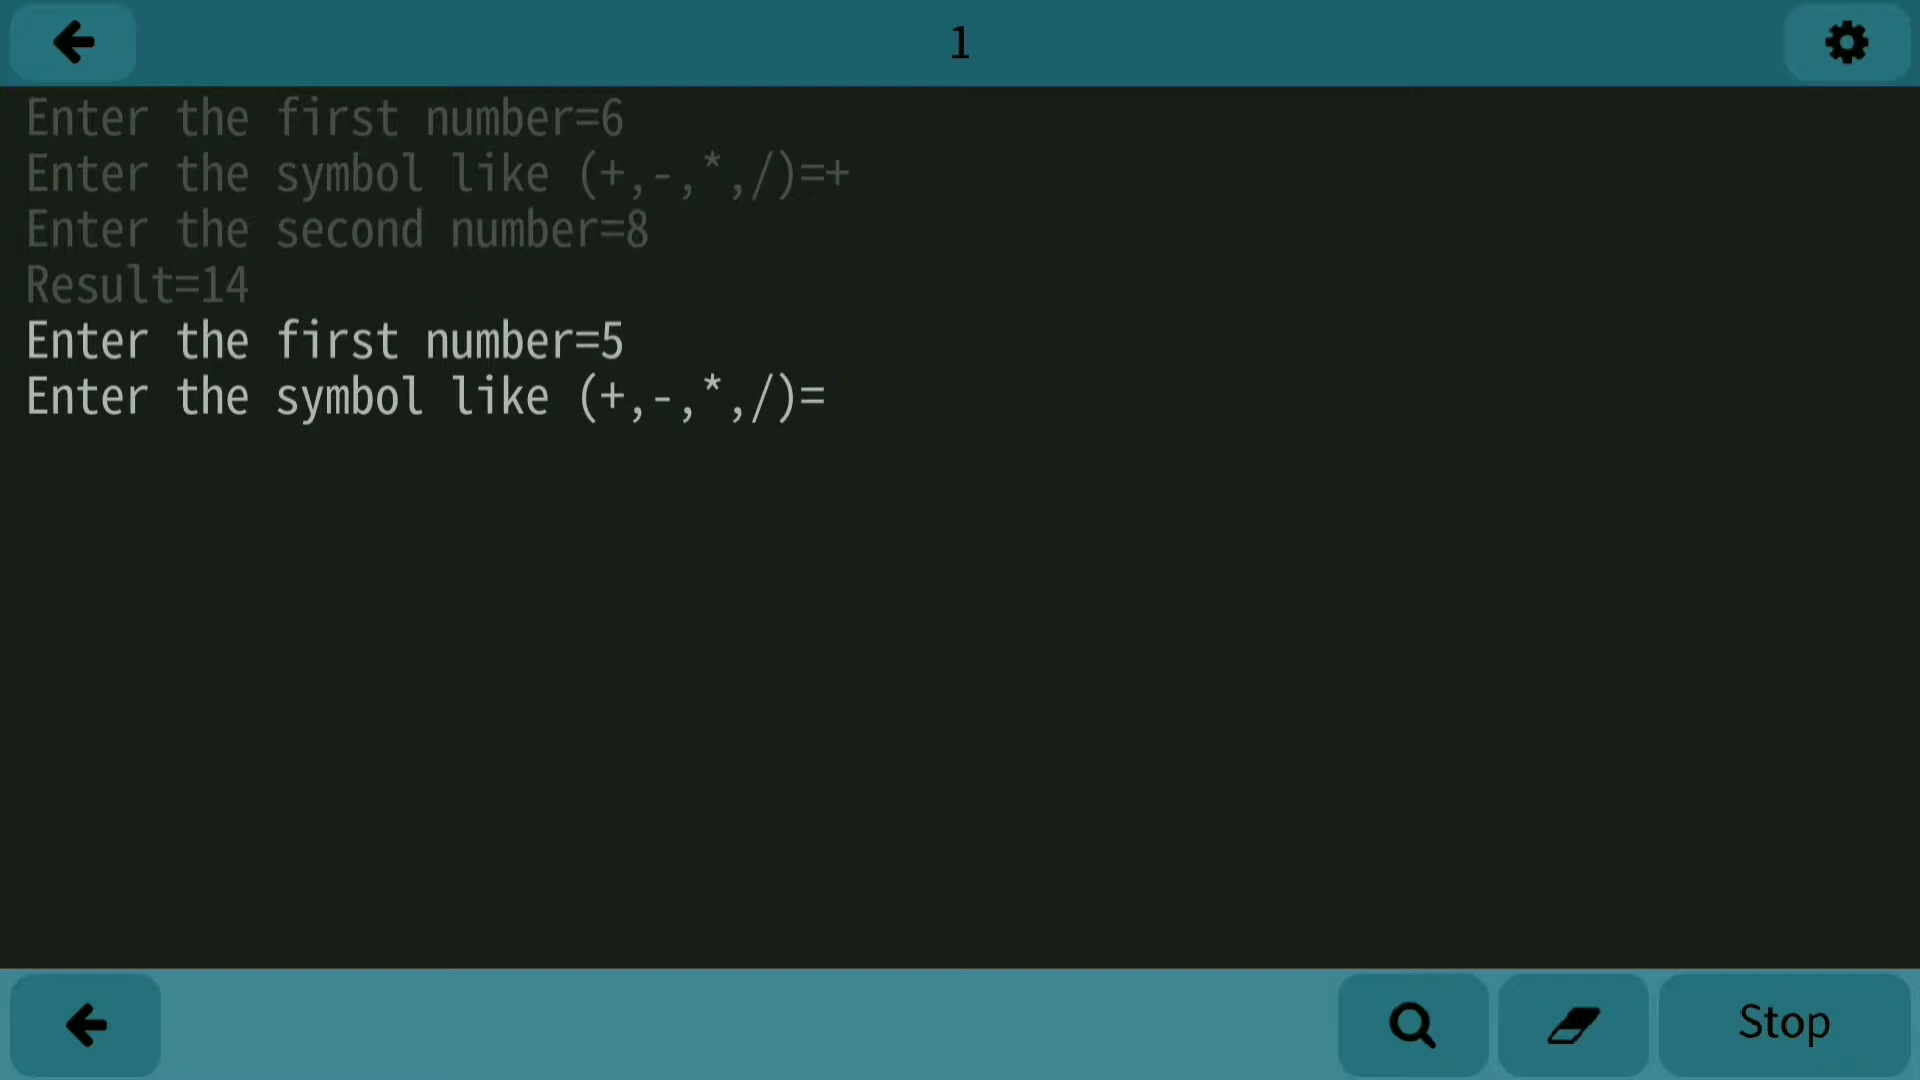 1
Enter the first number=6
Enter the symbol like (+,-,*,/)=+
Enter the second number=8
Result=14
Enter the first number=5
Enter the symbol like (+,-,*,/)=
Stop